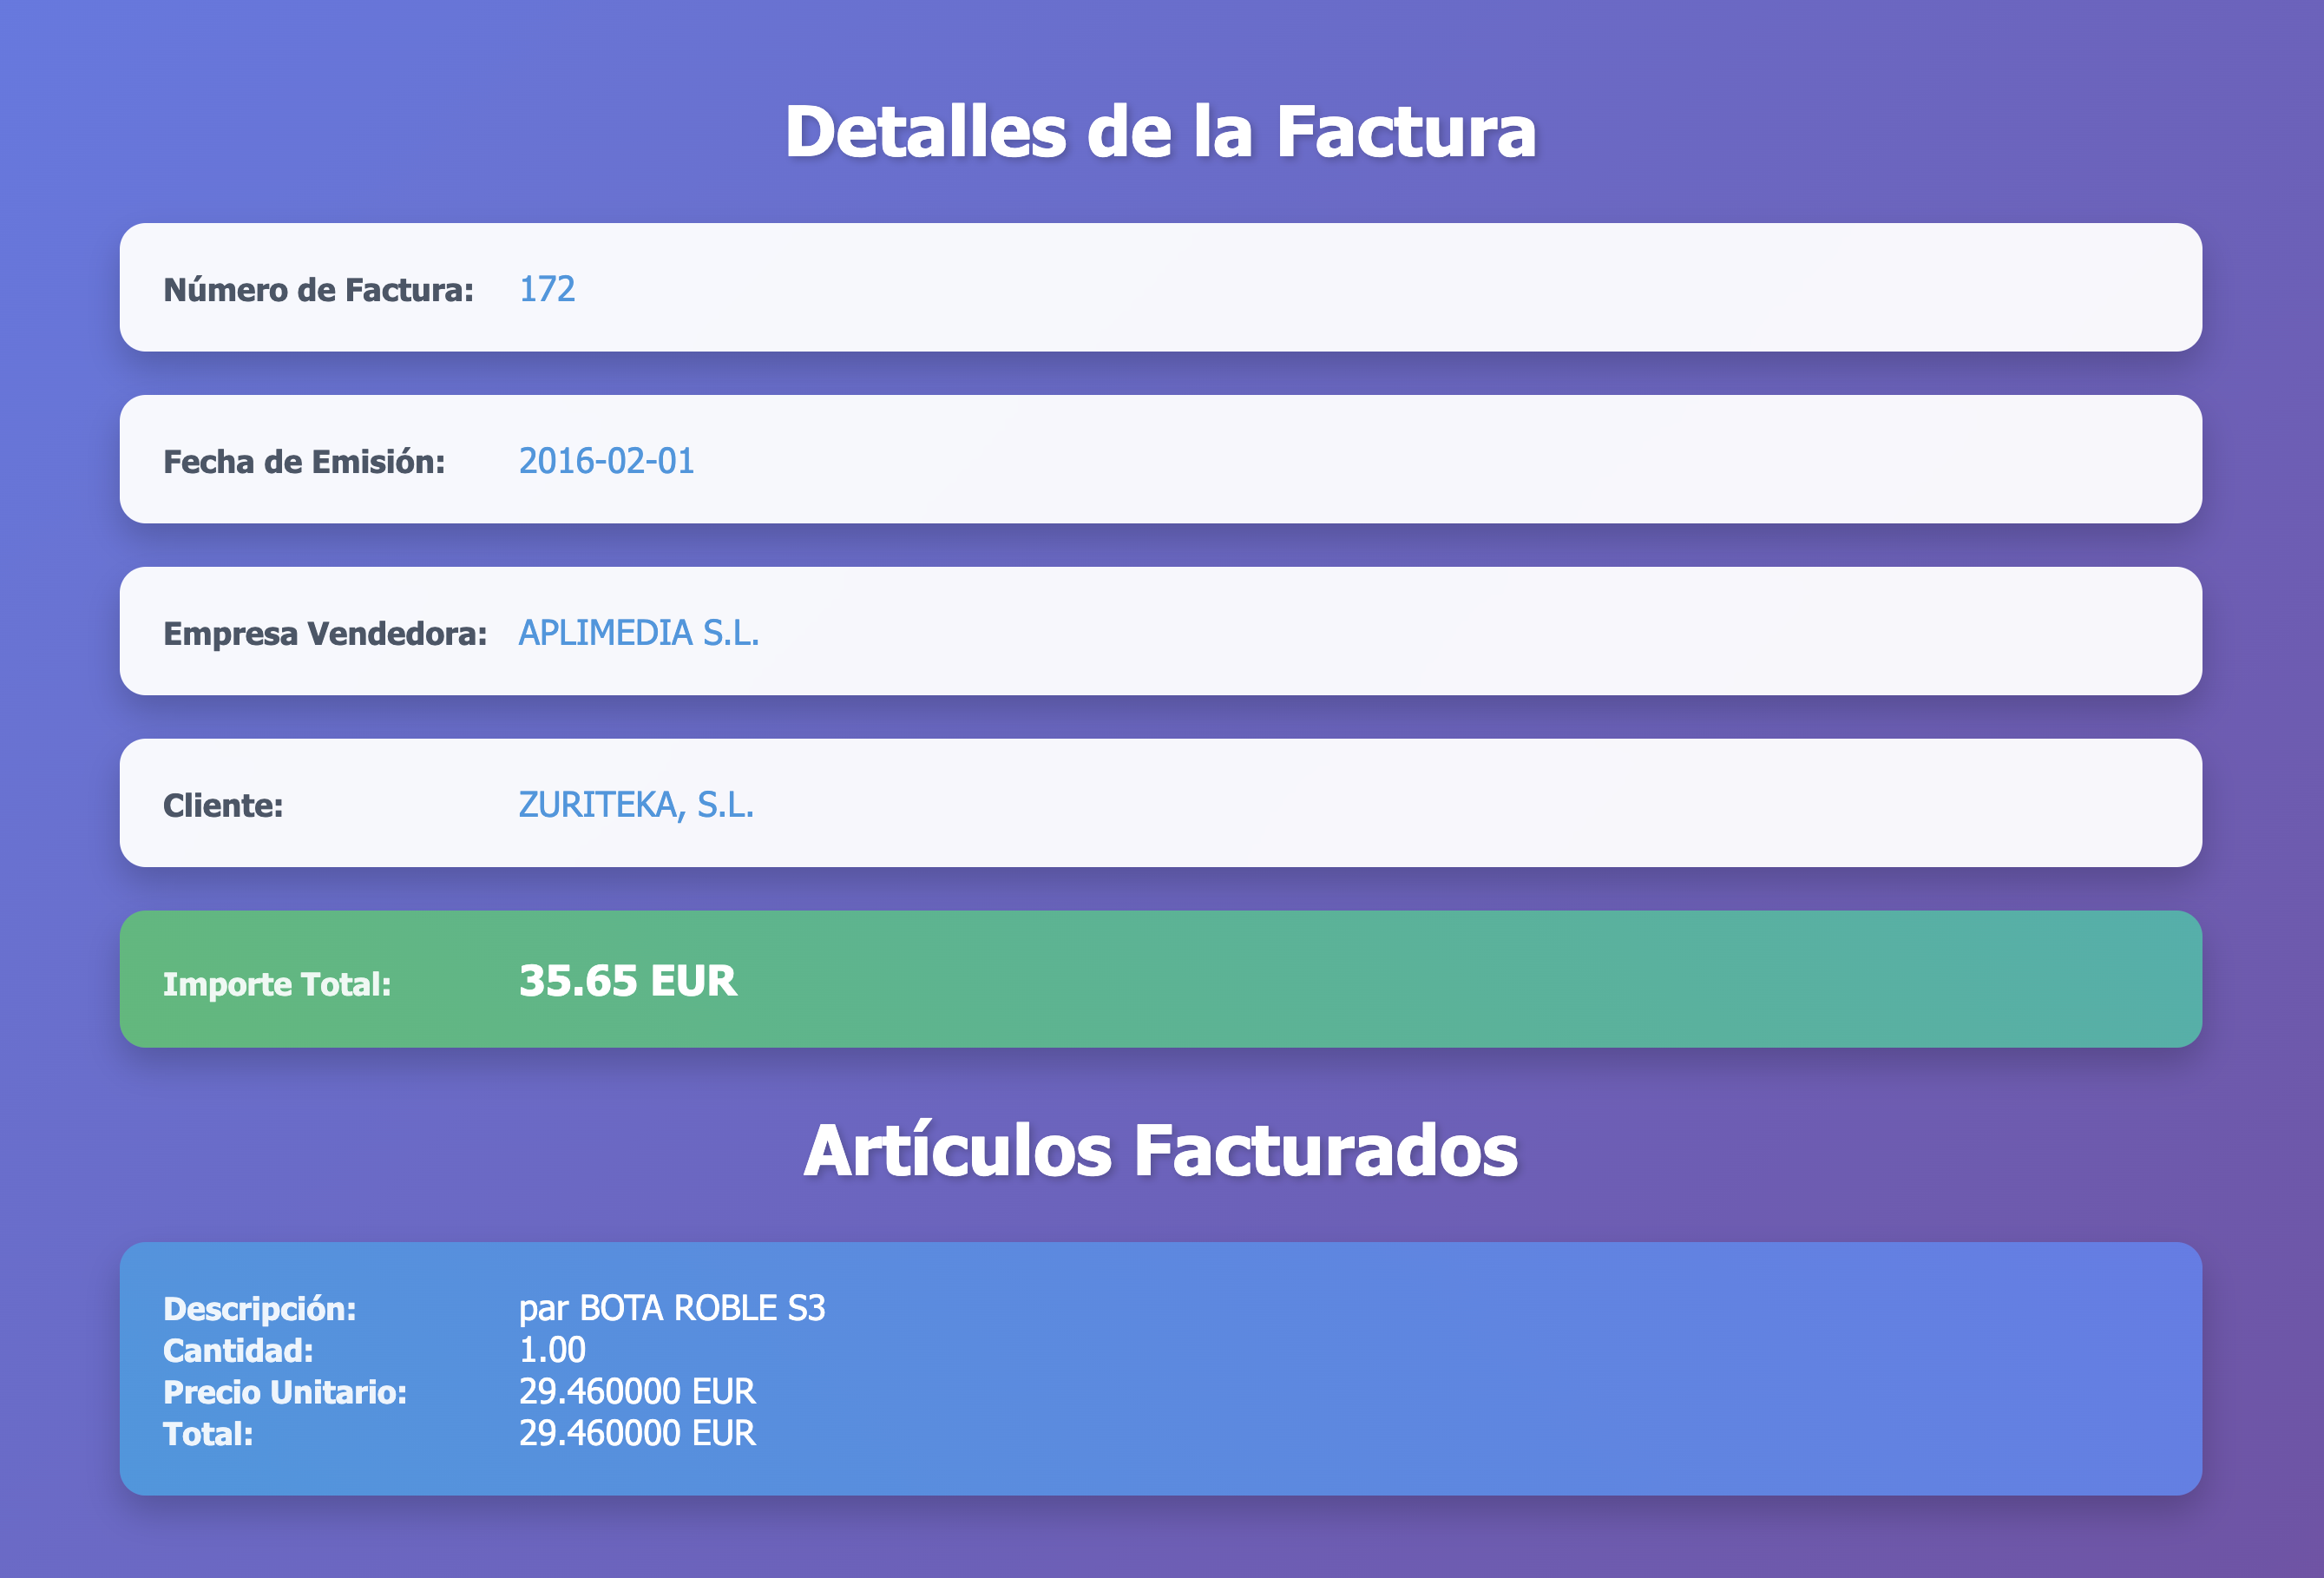 Detalles de la Factura
Número de Factura: 172
Fecha de Emisión: 2016-02-01
Empresa Vendedora: APLIMEDIA S.L.
Cliente: ZURITEKA, S.L.
Importe Total: 35.65 EUR
Artículos Facturados
Descripción: par BOTA ROBLE S3
Cantidad: 1.00
Precio Unitario: 29.460000 EUR
Total: 29.460000 EUR